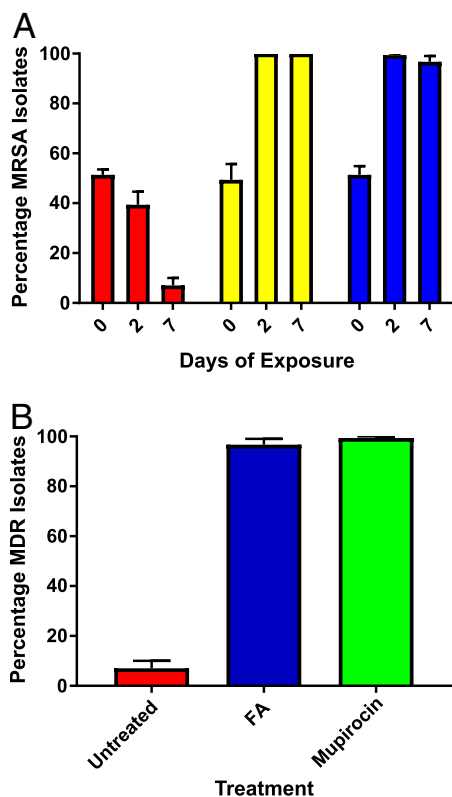 A
Percentage MRSA Isolates
100
80
60
40
20
0
0 2 7 0 2 7 0 2 7
Days of Exposure
B
Percentage MDR Isolates
100
80
60
40
20
0
Untreated FA Mupirocin
Treatment